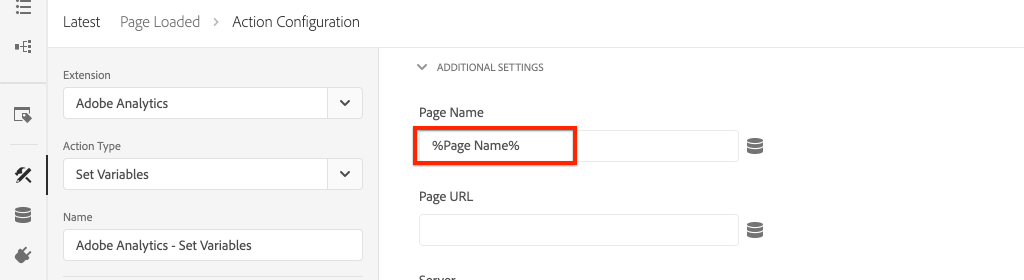 Latest Page Loaded > Action Configuration
Extension
Adobe Analytics
Action Type
Set Variables
Name
Adobe Analytics - Set Variables
ADDITIONAL SETTINGS
Page Name
%Page Name%
Page URL
Server